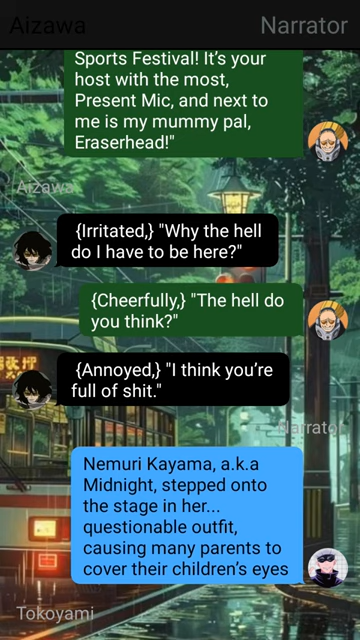 Aizawa
Narrator
Sports Festival! It’s your
host with the most,
Present Mic, and next to
me is my mummy pal,
Eraserhead!"
Aizawa
{Irritated,} "Why the hell
do I have to be here?"
{Cheerfully,} "The hell do
you think?"
{Annoyed,} "I think you’re
full of shit."
Narrator
Nemuri Kayama, a.k.a
Midnight, stepped onto
the stage in her...
questionable outfit,
causing many parents to
cover their children’s eyes
Tokoyami